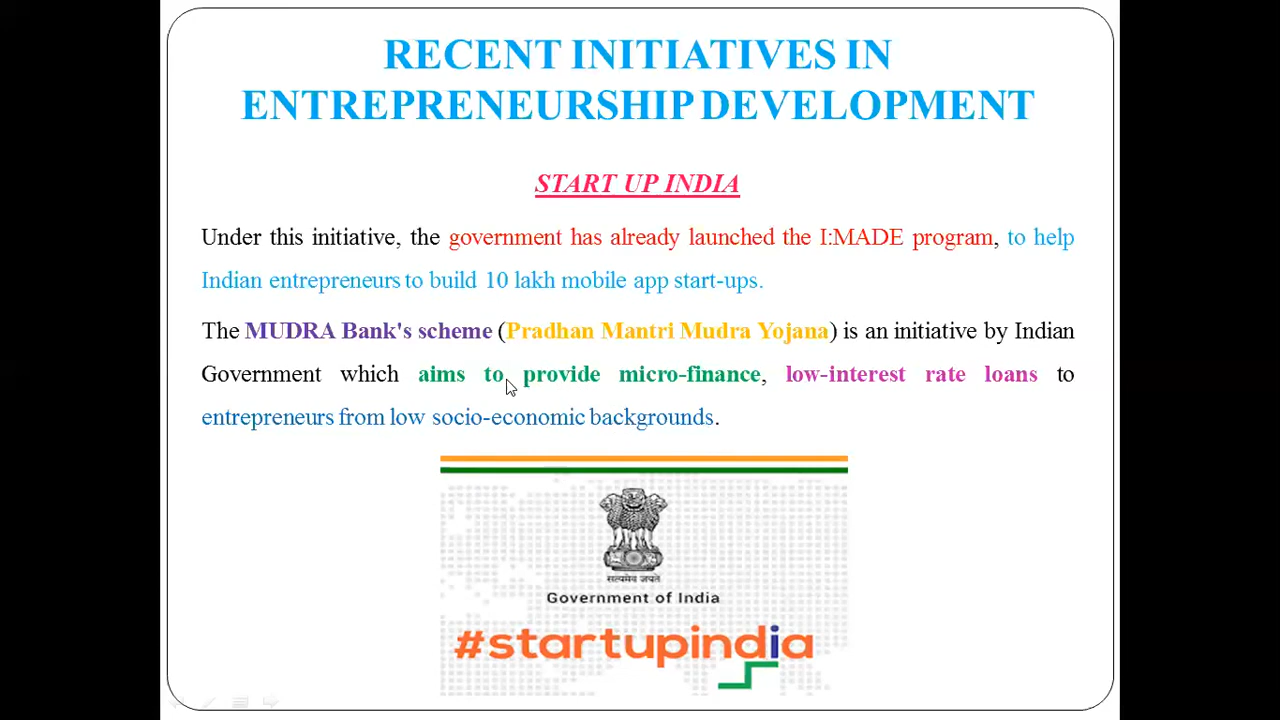 RECENT INITIATIVES IN
ENTREPRENEURSHIP DEVELOPMENT
START UP INDIA
Under this initiative, the government has already launched the I:MADE program, to help
Indian entrepreneurs to build 10 lakh mobile app start-ups.
The MUDRA Bank's scheme (Pradhan Mantri Mudra Yojana) is an initiative by Indian
Government which aims to provide micro-finance, low-interest rate loans to
entrepreneurs from low socio-economic backgrounds.
सत्यमेव जयते
Government of India
#startupindia